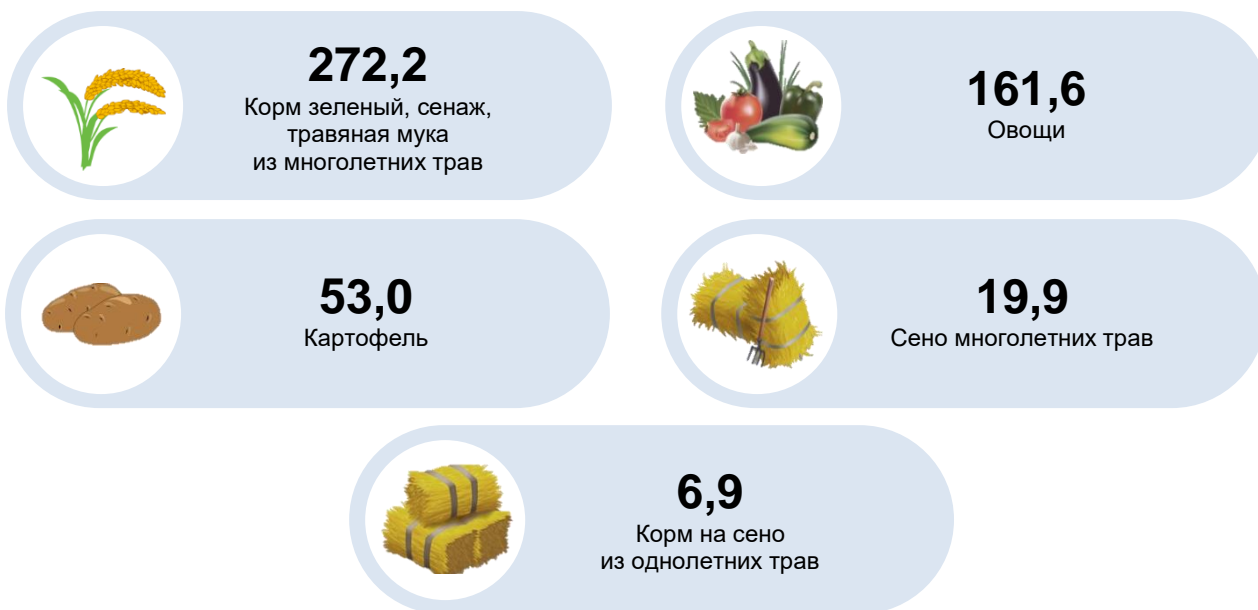 272,2
Корм зеленый, сенаж,
травяная мука
из многолетних трав
161,6
Овощи
53,0
Картофель
19,9
Сено многолетних трав
6,9
Корм на сено
из однолетних трав